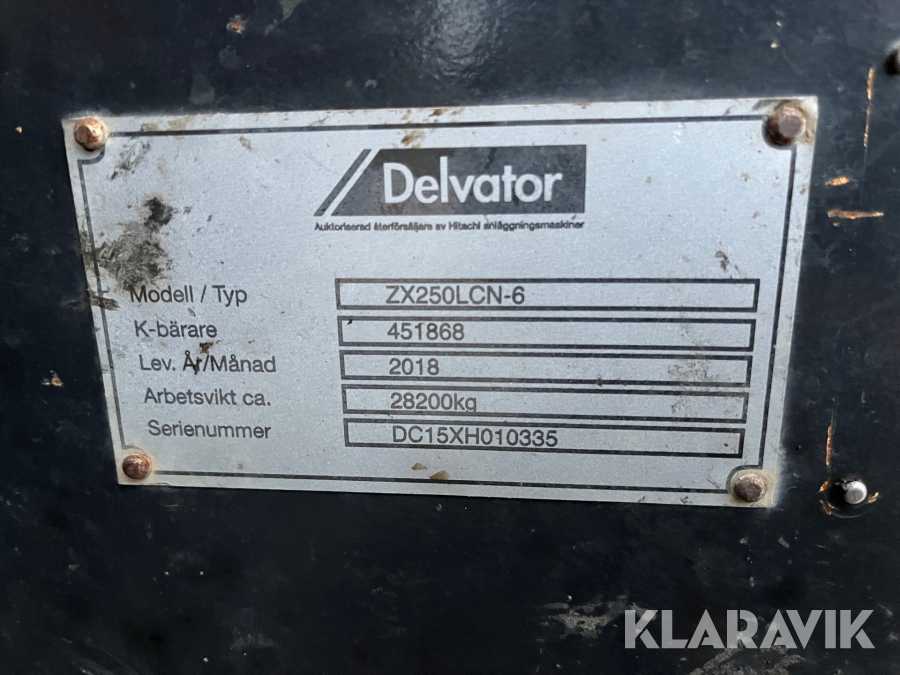 Delvator
Auktoriserad återförsäljare av Hitachi anläggningsmaskiner
Modell / Typ ZX250LCN-6
K-bärare 451868
Lev. År/Månad 2018
Arbetsvikt ca. 28200kg
Serienummer DC15XH010335
KLARAVIK